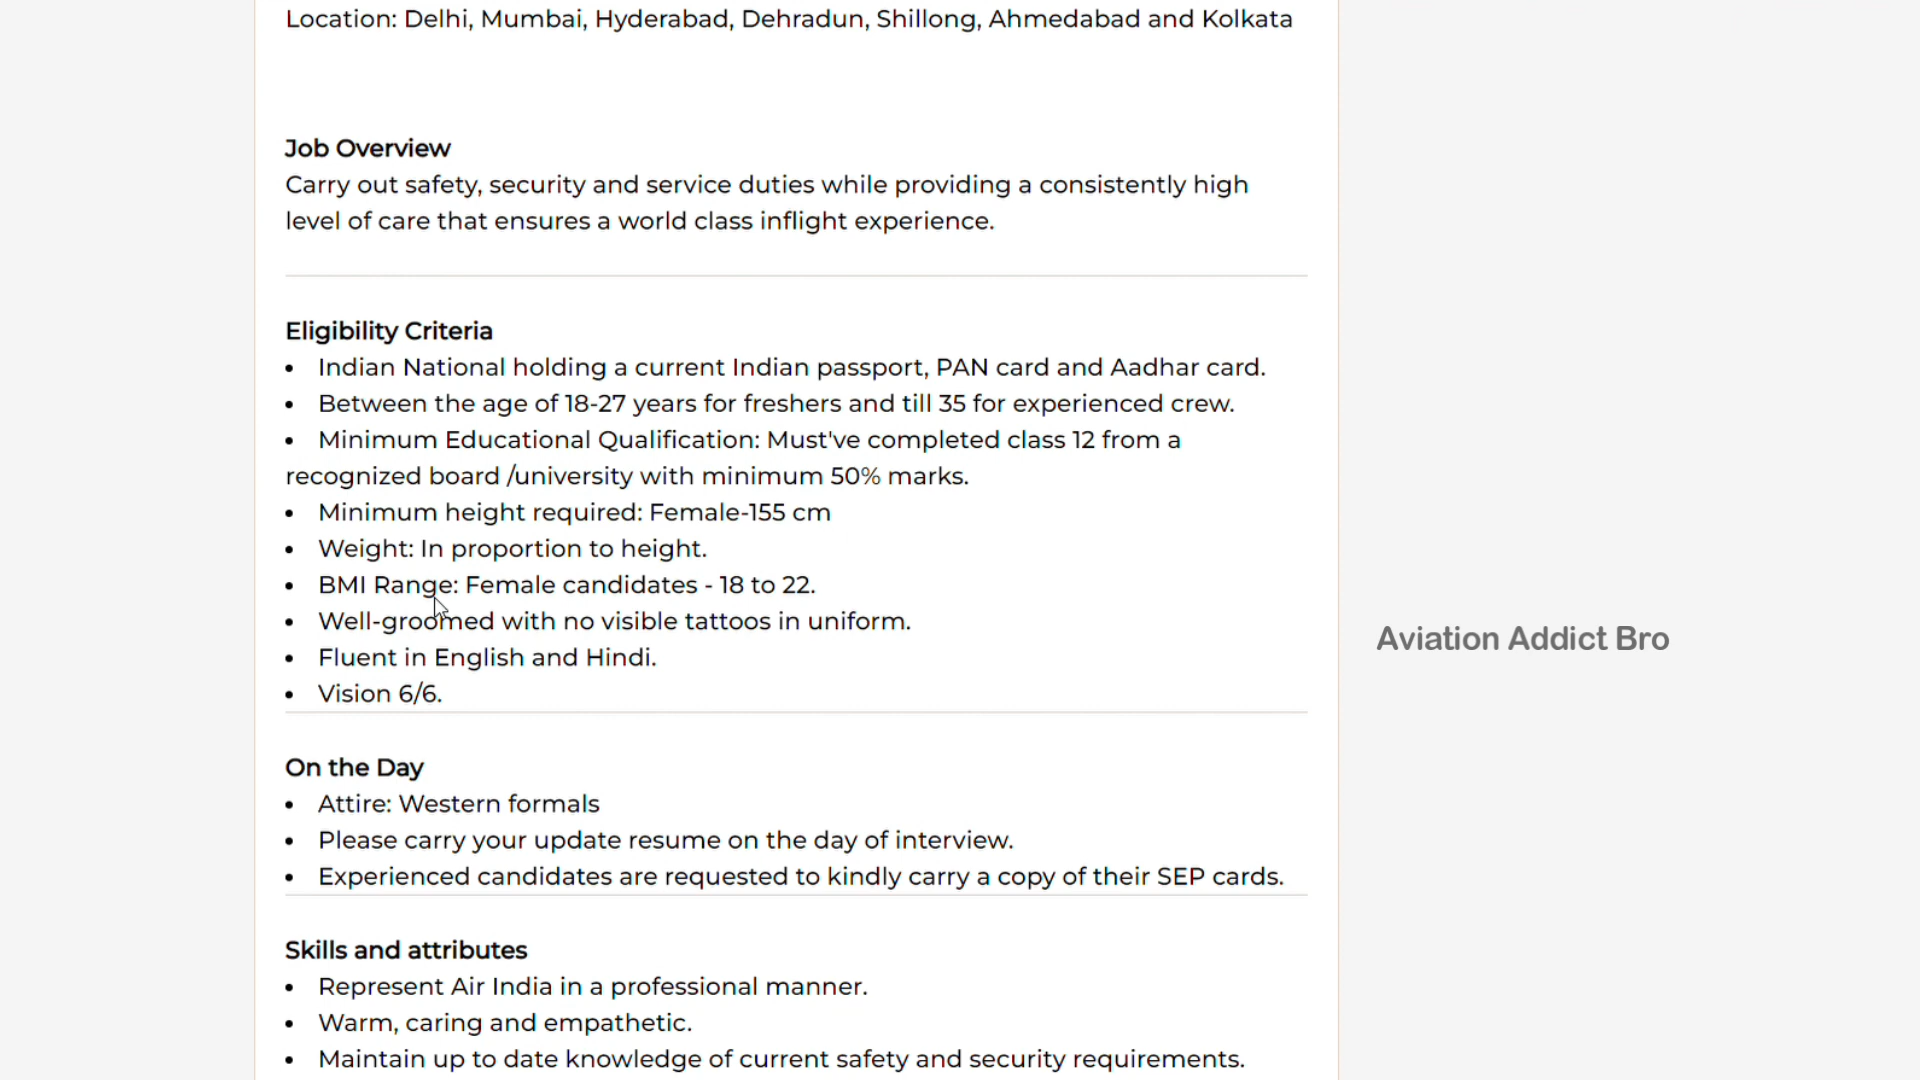 Location: Delhi, Mumbai, Hyderabad, Dehradun, Shillong, Ahmedabad and Kolkata
Job Overview
Carry out safety, security and service duties while providing a consistently high
level of care that ensures a world class inflight experience.
Eligibility Criteria
• Indian National holding a current Indian passport, PAN card and Aadhar card.
• Between the age of 18-27 years for freshers and till 35 for experienced crew.
• Minimum Educational Qualification: Must've completed class 12 from a
recognized board /university with minimum 50% marks.
• Minimum height required: Female-155 cm
• Weight: In proportion to height.
• BMI Range: Female candidates - 18 to 22.
• Well-groomed with no visible tattoos in uniform.
• Fluent in English and Hindi.
• Vision 6/6.
On the Day
• Attire: Western formals
• Please carry your update resume on the day of interview.
• Experienced candidates are requested to kindly carry a copy of their SEP cards.
Skills and attributes
• Represent Air India in a professional manner.
• Warm, caring and empathetic.
• Maintain up to date knowledge of current safety and security requirements.
Aviation Addict Bro